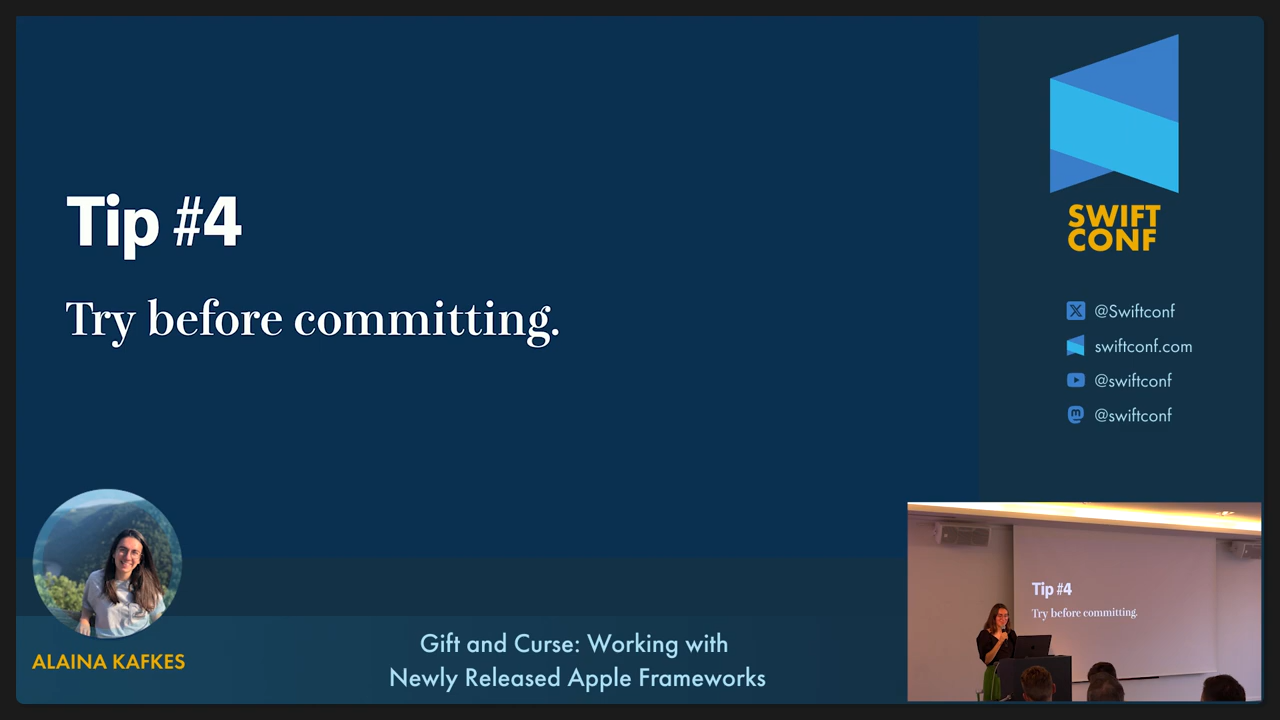 Tip #4
Try before committing.
SWIFT
CONF
@Swiftconf
swiftconf.com
@swiftconf
@swiftconf
ALAINA KAFKES
Gift and Curse: Working with
Newly Released Apple Frameworks
Tip #4
Try before committing.